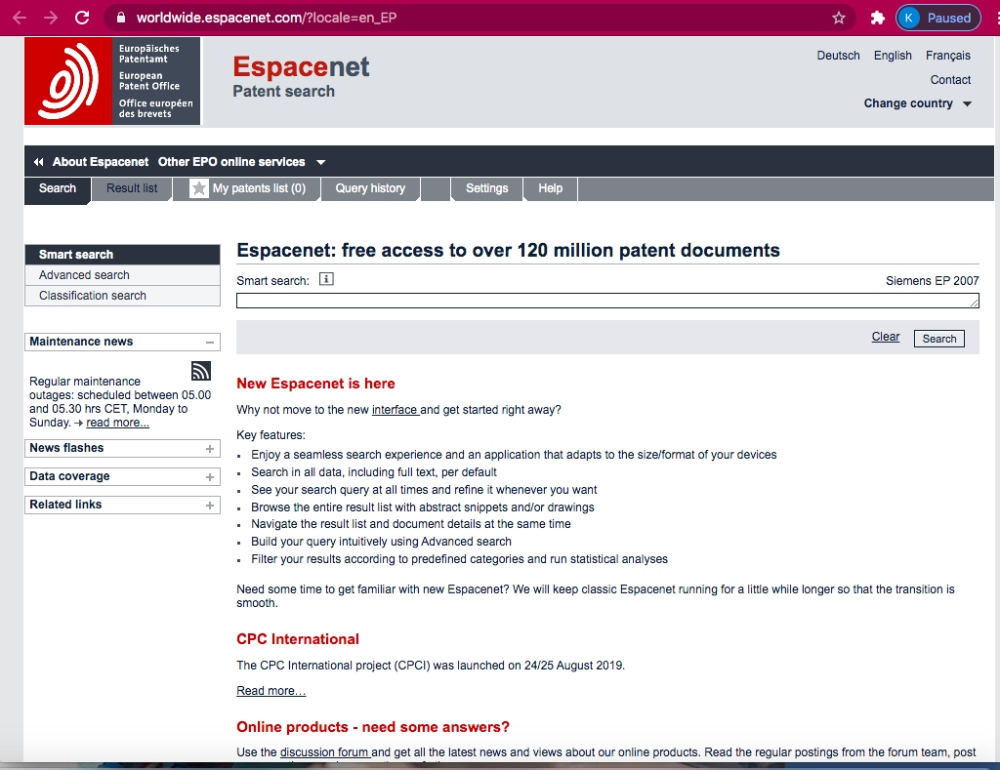 worldwide.espacenet.com/?locale=en_EP
K Paused
Europäisches
Patentamt
European
Patent Office
Office européen
des brevets
Espacenet
Patent search
Deutsch English Français
Contact
Change country
About Espacenet Other EPO online services
Search Result list My patents list (0) Query history Settings Help
Smart search
Advanced search
Classification search
Maintenance news
Regular maintenance
outages: scheduled between 05.00
and 05.30 hrs CET, Monday to
Sunday. → read more...
News flashes
Data coverage
Related links
Espacenet: free access to over 120 million patent documents
Smart search: i Siemens EP 2007
Clear Search
New Espacenet is here
Why not move to the new interface and get started right away?
Key features:
Enjoy a seamless search experience and an application that adapts to the size/format of your devices
Search in all data, including full text, per default
See your search query at all times and refine it whenever you want
Browse the entire result list with abstract snippets and/or drawings
Navigate the result list and document details at the same time
Build your query intuitively using Advanced search
Filter your results according to predefined categories and run statistical analyses
Need some time to get familiar with new Espacenet? We will keep classic Espacenet running for a little while longer so that the transition is
smooth.
CPC International
The CPC International project (CPCI) was launched on 24/25 August 2019.
Read more…
Online products - need some answers?
Use the discussion forum and get all the latest news and views about our online products. Read the regular postings from the forum team, post